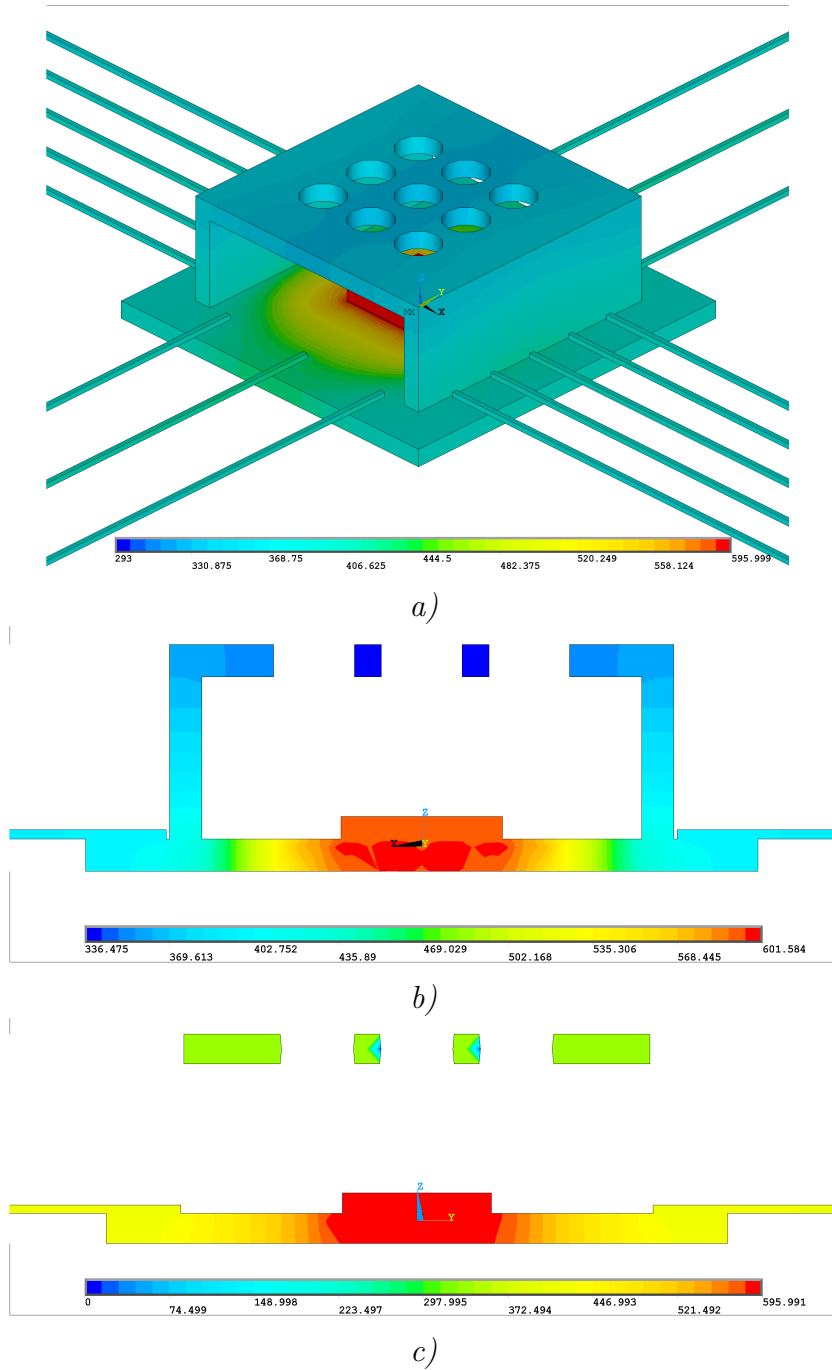 Z
Y
MX
X
293 368.75 444.5 520.249 595.999
330.875 406.625 482.375 558.124
a)
Z
X
Y
336.475 402.752 469.029 535.306 601.584
369.613 435.89 502.168 568.445
b)
Z
Y
0 148.998 297.995 446.993 595.991
74.499 223.497 372.494 521.492
c)